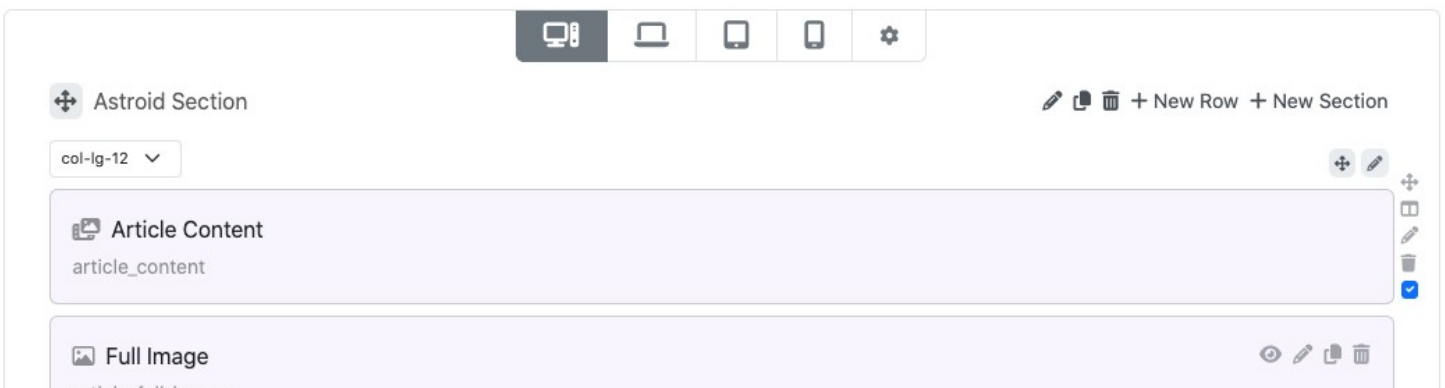 Astroid Section
+ New Row + New Section
col-lg-12
Article Content
article_content
Full Image